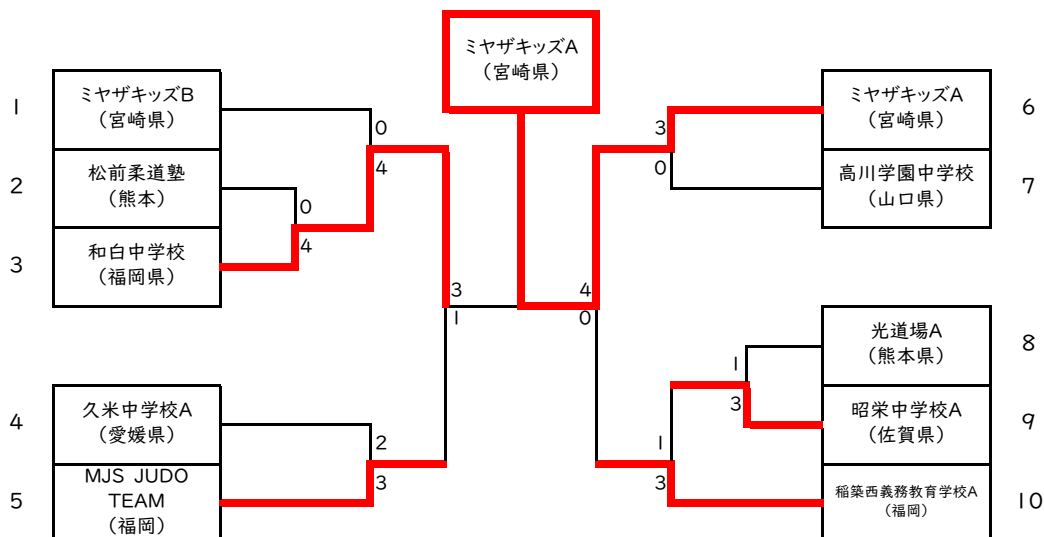 ミヤザキッズA
（宮崎県）
1
ミヤザキッズB
（宮崎県）
2
松前柔道塾
（熊本）
3
和白中学校
（福岡県）
4
久米中学校A
（愛媛県）
5
MJS JUDO
TEAM
（福岡）
0
4
0
4
3
1
2
3
4
0
3
0
1
3
1
3
ミヤザキッズA
（宮崎県）
6
高川学園中学校
（山口県）
7
光道場A
（熊本県）
8
昭栄中学校A
（佐賀県）
9
稲築西義務教育学校A
（福岡）
10